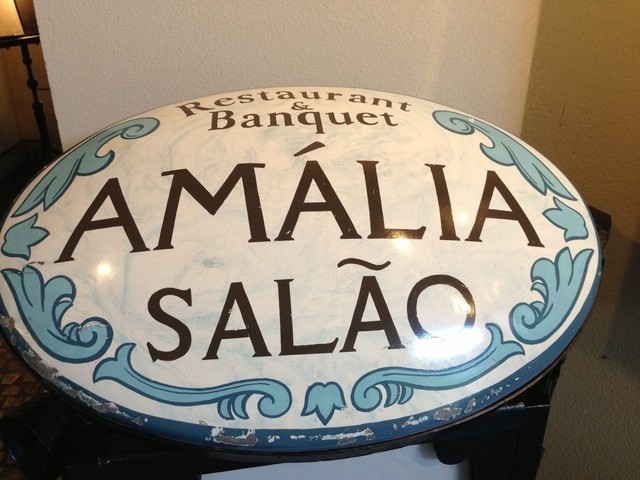 Restaurant
&
Banquet
AMÁLIA
SALÃO